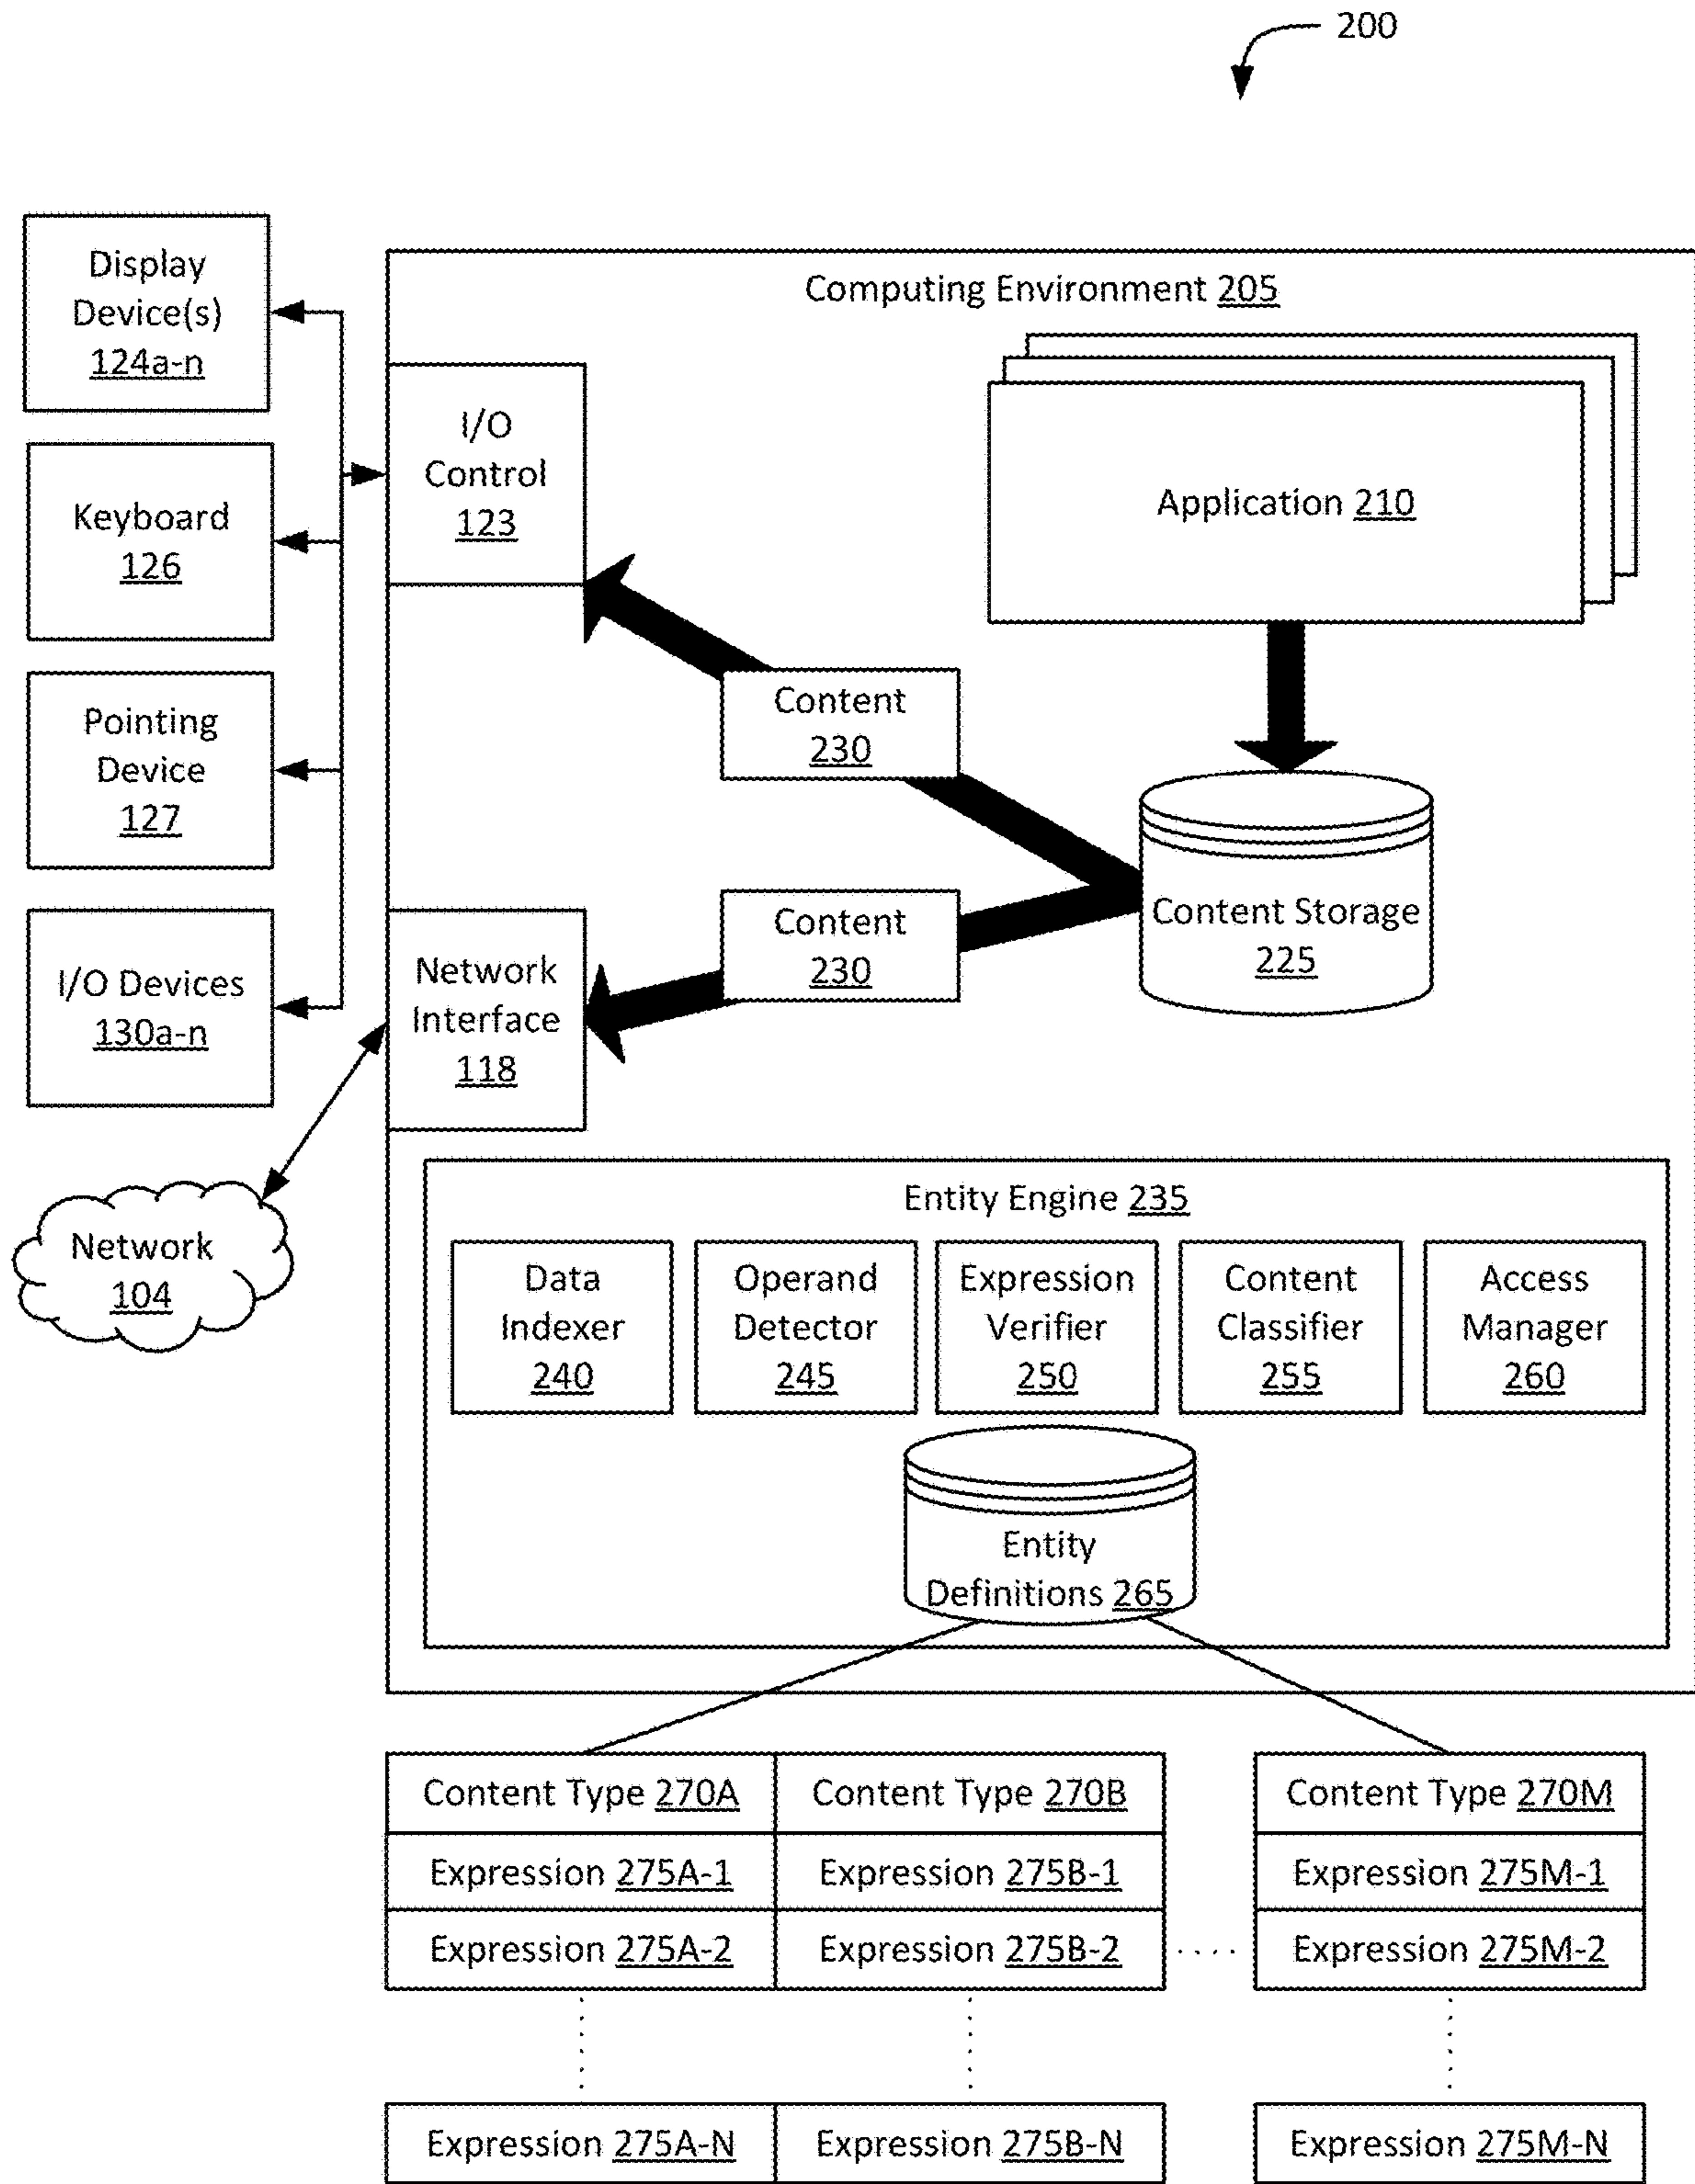 200
Display
Device(s)
124a-n
Keyboard
126
Pointing
Device
127
I/O Devices
130a-n
Network
104
Computing Environment 205
I/O
Control
123
Application 210
Content
230
Content
230
Content Storage
225
Network
Interface
118
Entity Engine 235
Data
Indexer
240
Operand
Detector
245
Expression
Verifier
250
Content
Classifier
255
Access
Manager
260
Entity
Definitions 265
Content Type 270A
Content Type 270B
Content Type 270M
Expression 275A-1
Expression 275B-1
Expression 275M-1
Expression 275A-2
Expression 275B-2
Expression 275M-2
Expression 275A-N
Expression 275B-N
Expression 275M-N